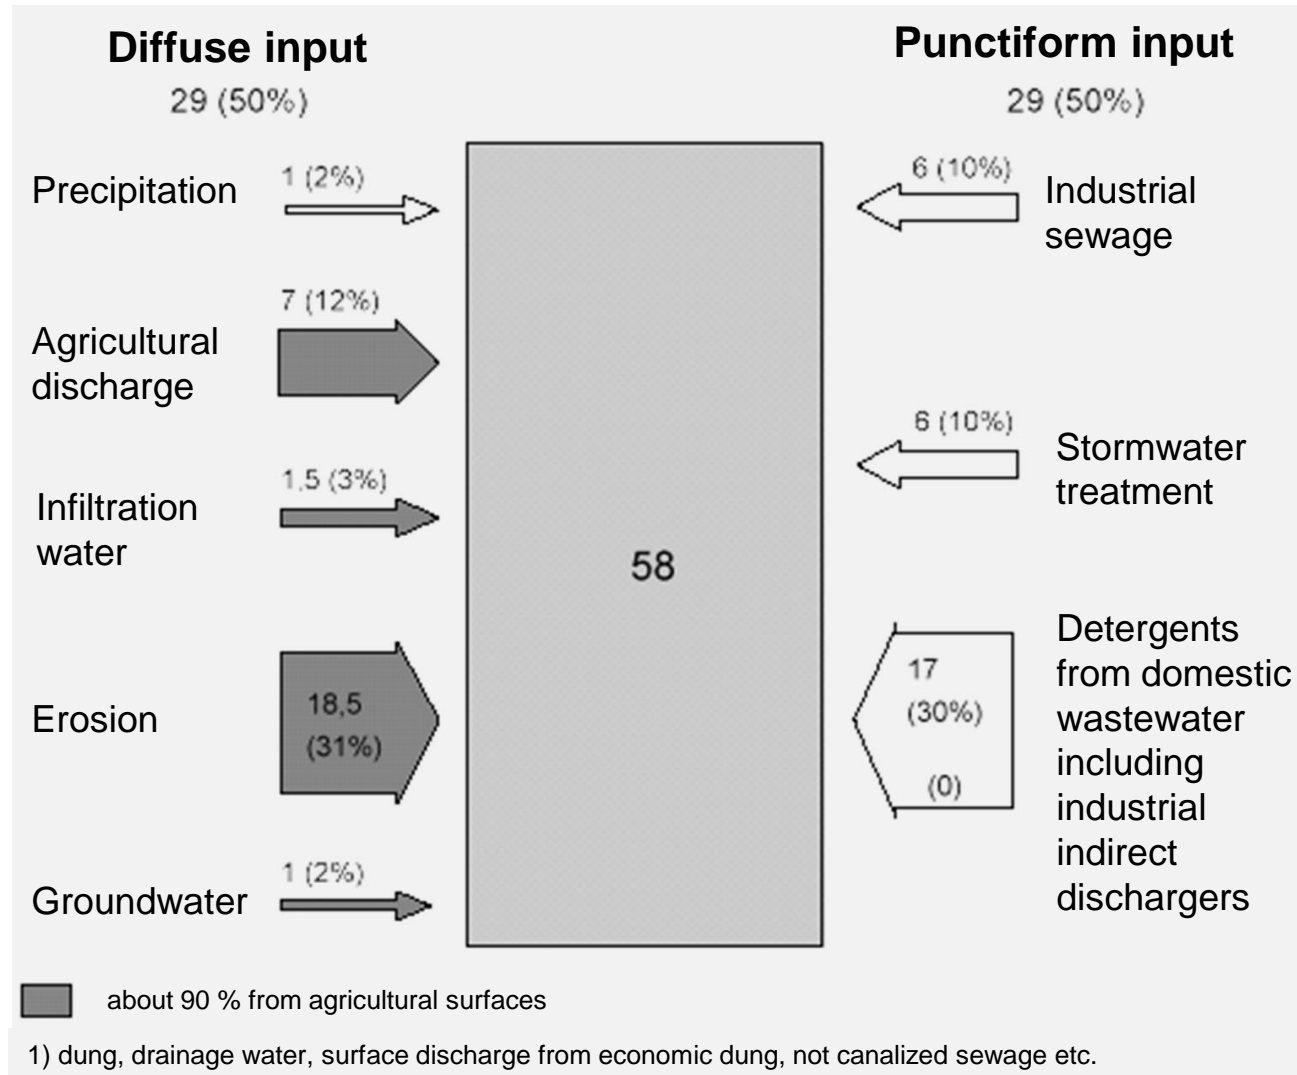 Diffuse input
29 (50%)
Punctiform input
29 (50%)
Precipitation
1 (2%)
Agricultural
discharge
7 (12%)
Infiltration
water
1,5 (3%)
Erosion
18,5
(31%)
Groundwater
1 (2%)
58
6 (10%)
Industrial
sewage
6 (10%)
Stormwater
treatment
17
(30%)
(0)
Detergents
from domestic
wastewater
including
industrial
indirect
dischargers
about 90 % from agricultural surfaces
1) dung, drainage water, surface discharge from economic dung, not canalized sewage etc.